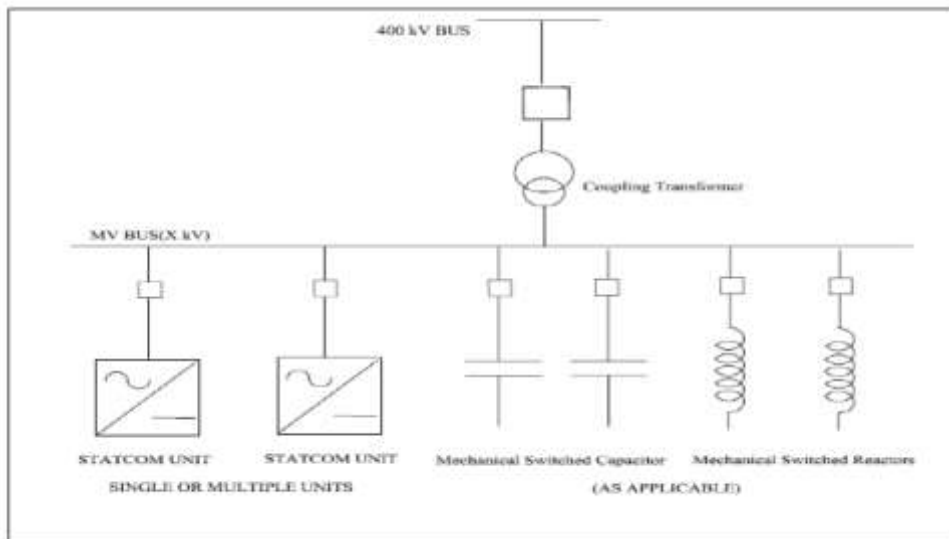 400 kV BUS
Coupling Transformer
MV BUS(X kV)
STATCOM UNIT
STATCOM UNIT
Mechanical Switched Capacitor
Mechanical Switched Reactors
SINGLE OR MULTIPLE UNITS
(AS APPLICABLE)